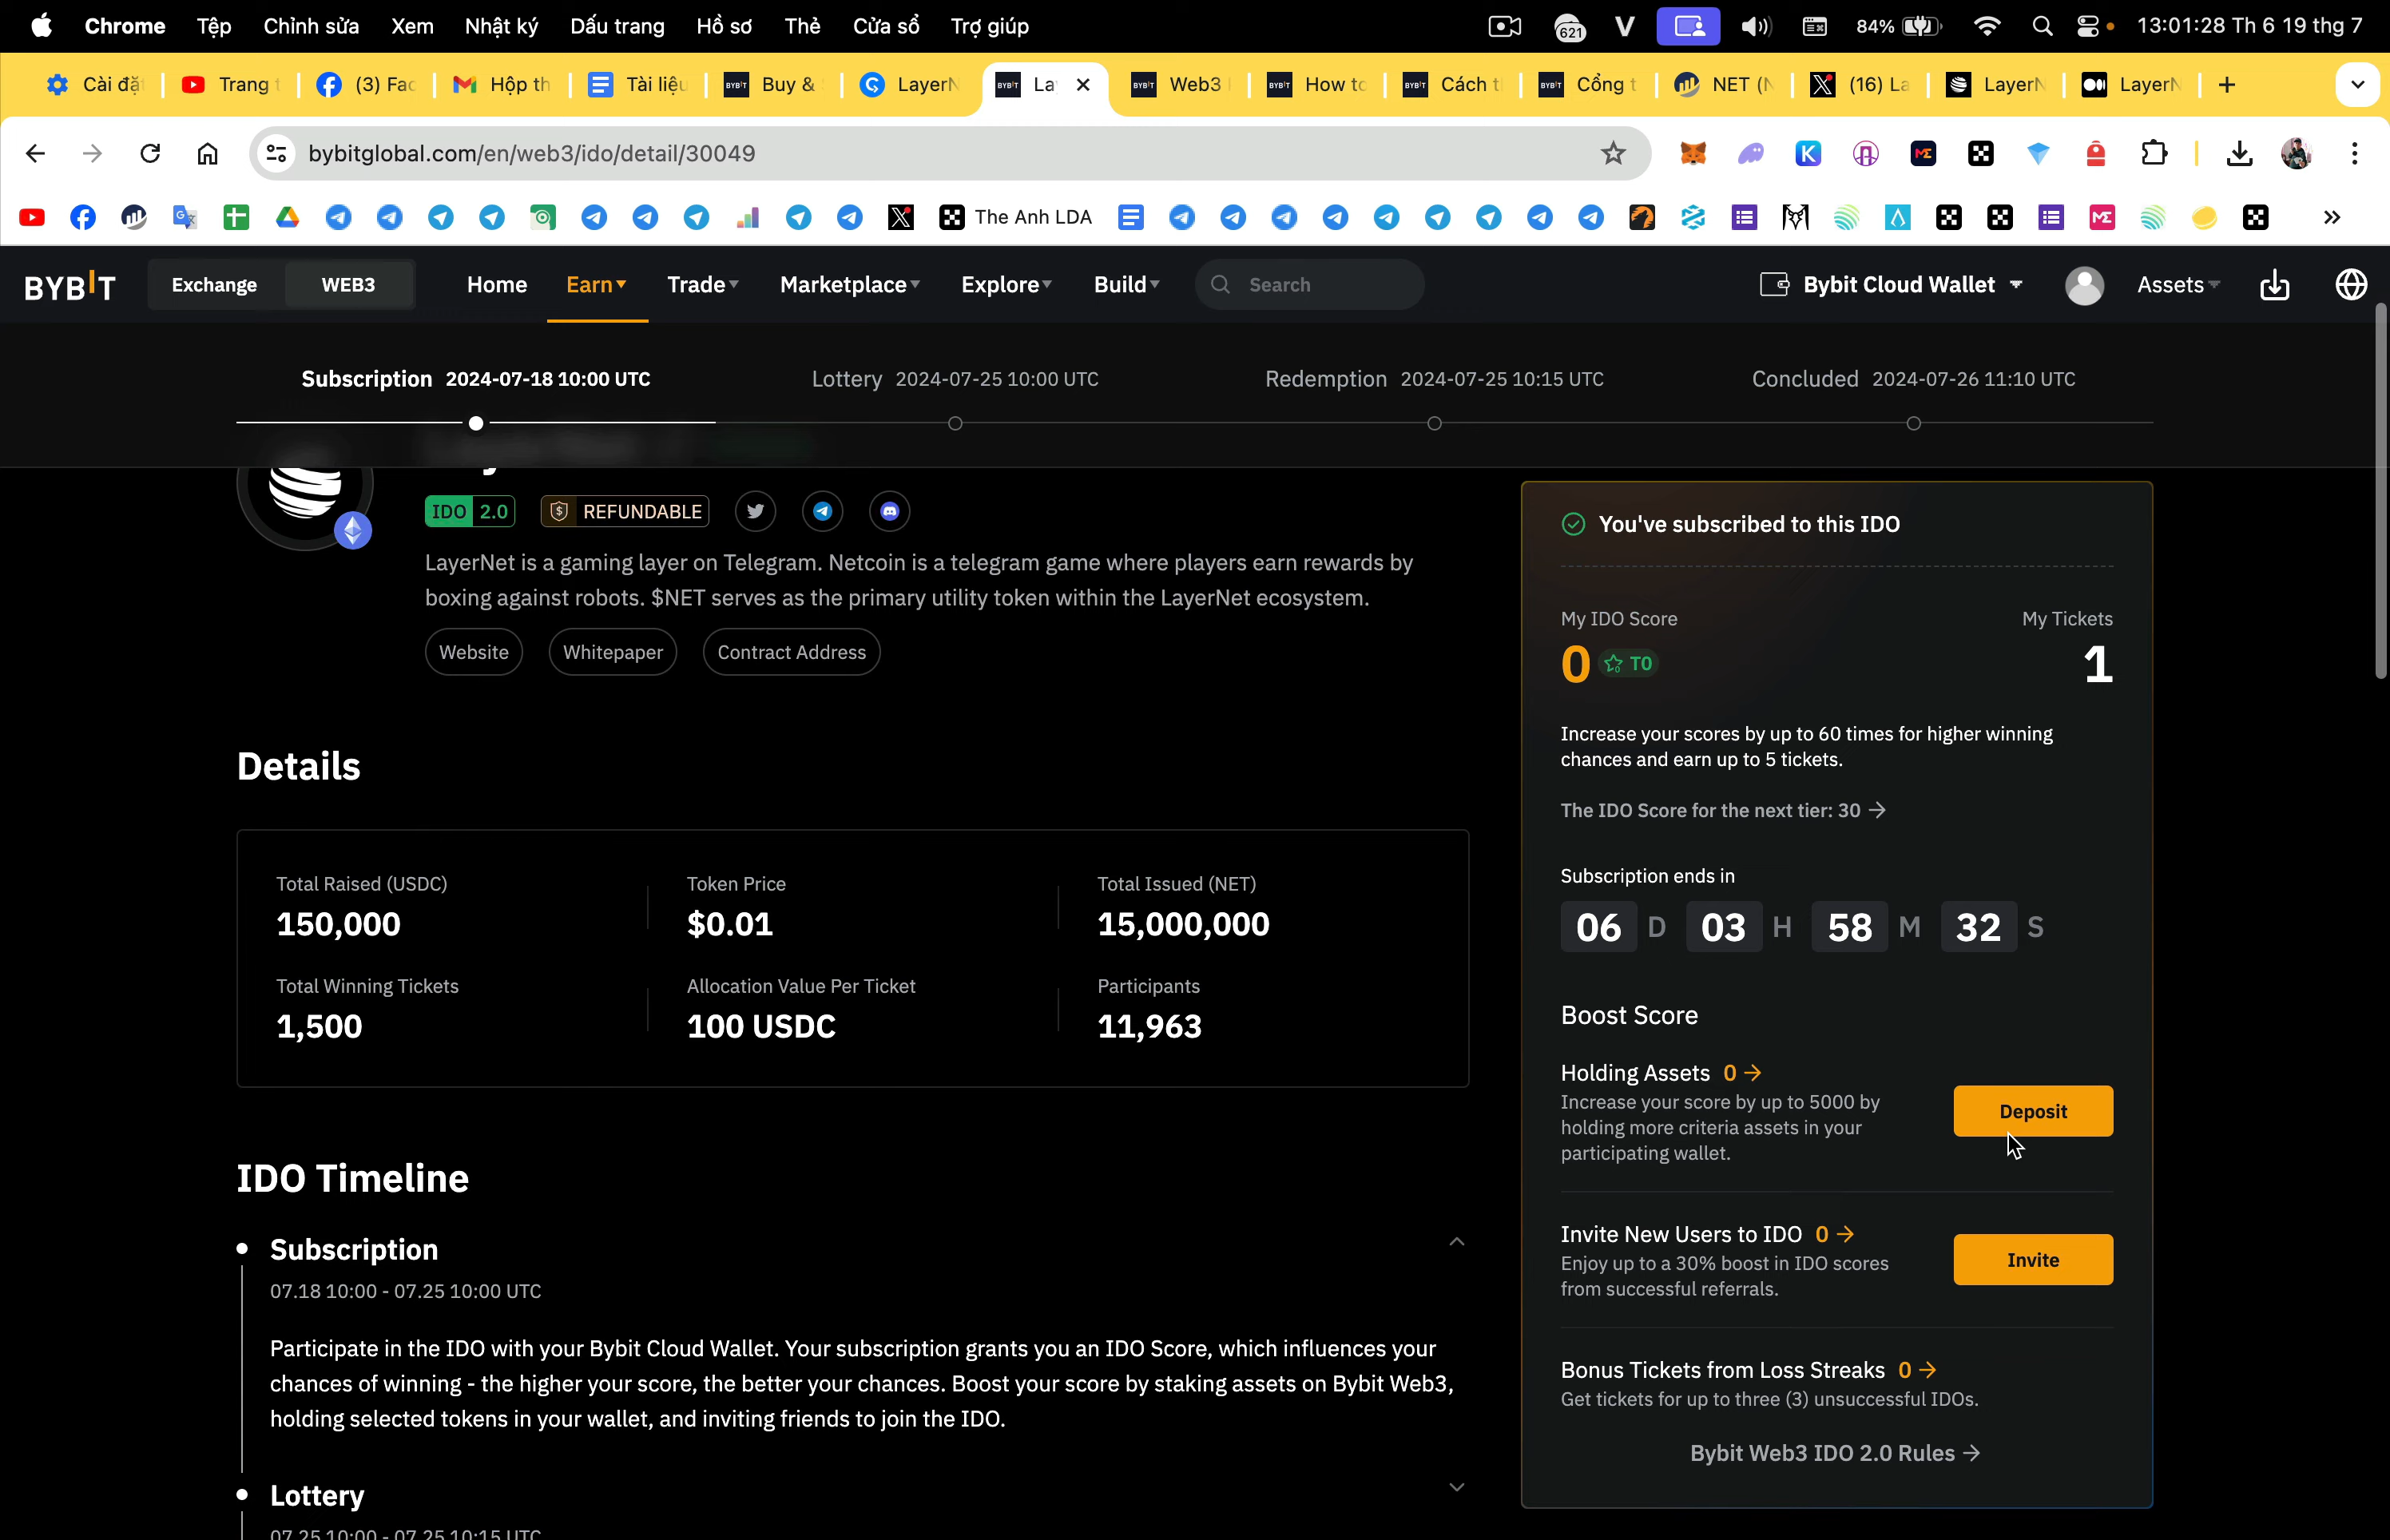 Chrome Tệp Chỉnh sửa Xem Nhật ký Dấu trang Hồ sơ Thẻ Cửa sổ Trợ giúp 621 V 84% 13:01:28 Th 6 19 thg 7
Cài đặt Trang t (3) Fac Hộp th Tài liệu Buy & LayerN La Web3 How to Cách t Cổng t NET (N (16) La LayerN LayerN
bybitglobal.com/en/web3/ido/detail/30049
The Anh LDA
BYBIT Exchange WEB3 Home Earn Trade Marketplace Explore Build Search Bybit Cloud Wallet Assets
Subscription 2024-07-18 10:00 UTC Lottery 2024-07-25 10:00 UTC Redemption 2024-07-25 10:15 UTC Concluded 2024-07-26 11:10 UTC
IDO 2.0 REFUNDABLE
LayerNet is a gaming layer on Telegram. Netcoin is a telegram game where players earn rewards by
boxing against robots. $NET serves as the primary utility token within the LayerNet ecosystem.
Website Whitepaper Contract Address
Details
Total Raised (USDC) Token Price Total Issued (NET)
150,000 $0.01 15,000,000
Total Winning Tickets Allocation Value Per Ticket Participants
1,500 100 USDC 11,963
IDO Timeline
Subscription
07.18 10:00 - 07.25 10:00 UTC
Participate in the IDO with your Bybit Cloud Wallet. Your subscription grants you an IDO Score, which influences your
chances of winning - the higher your score, the better your chances. Boost your score by staking assets on Bybit Web3,
holding selected tokens in your wallet, and inviting friends to join the IDO.
Lottery
07.25 10:00 - 07.25 10:15 UTC
You've subscribed to this IDO
My IDO Score My Tickets
0 T0 1
Increase your scores by up to 60 times for higher winning
chances and earn up to 5 tickets.
The IDO Score for the next tier: 30
Subscription ends in
06 D 03 H 58 M 32 S
Boost Score
Holding Assets 0
Increase your score by up to 5000 by
holding more criteria assets in your
participating wallet.
Deposit
Invite New Users to IDO 0
Enjoy up to a 30% boost in IDO scores
from successful referrals.
Invite
Bonus Tickets from Loss Streaks 0
Get tickets for up to three (3) unsuccessful IDOs.
Bybit Web3 IDO 2.0 Rules